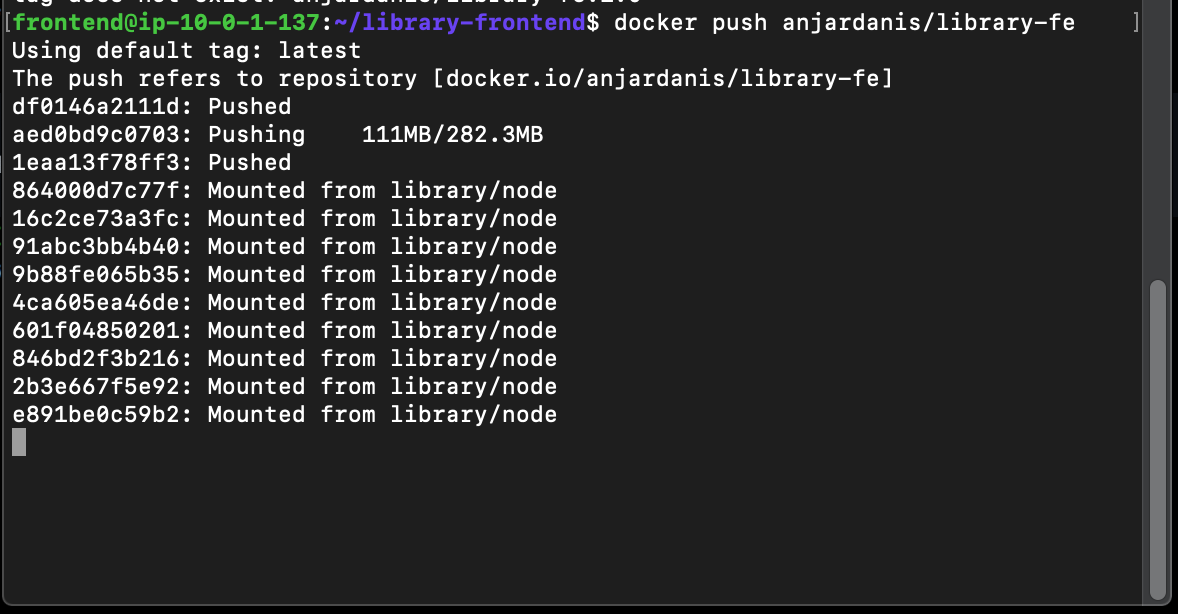 [frontend@ip-10-0-1-137:~/library-frontend$ docker push anjardanis/library-fe ]
Using default tag: latest
The push refers to repository [docker.io/anjardanis/library-fe]
df0146a2111d: Pushed
aed0bd9c0703: Pushing 111MB/282.3MB
1eaa13f78ff3: Pushed
864000d7c77f: Mounted from library/node
16c2ce73a3fc: Mounted from library/node
91abc3bb4b40: Mounted from library/node
9b88fe065b35: Mounted from library/node
4ca605ea46de: Mounted from library/node
601f04850201: Mounted from library/node
846bd2f3b216: Mounted from library/node
2b3e667f5e92: Mounted from library/node
e891be0c59b2: Mounted from library/node